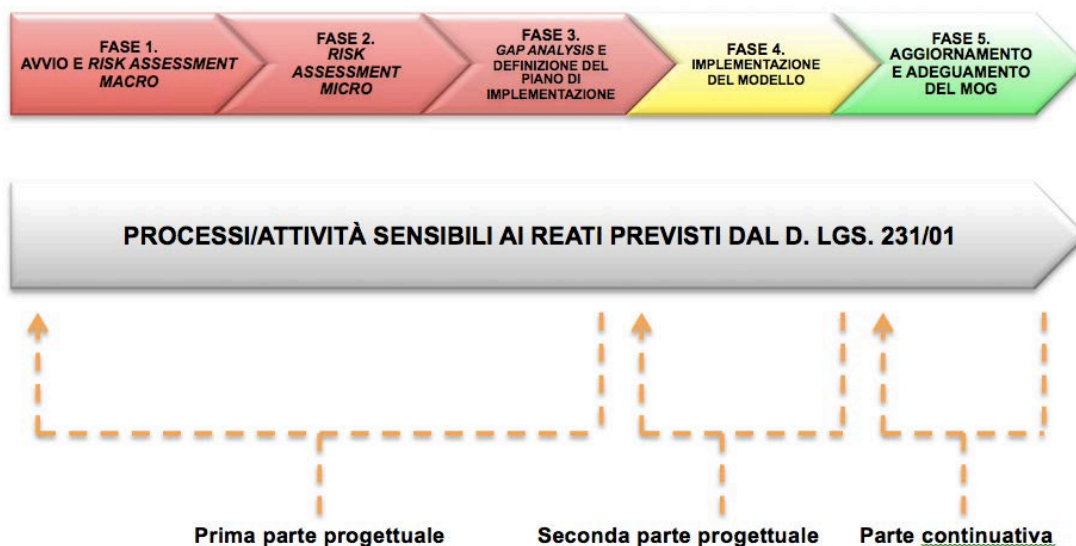 FASE 1.
AVVIO E RISK ASSESSMENT
MACRO
FASE 2.
RISK
ASSESSMENT
MICRO
FASE 3.
GAP ANALYSIS E
DEFINIZIONE DEL
PIANO DI
IMPLEMENTAZIONE
FASE 4.
IMPLEMENTAZIONE
DEL MODELLO
FASE 5.
AGGIORNAMENTO
E ADEGUAMENTO
DEL MOG
PROCESSI/ATTIVITÀ SENSIBILI AI REATI PREVISTI DAL D. LGS. 231/01
Prima parte progettuale
Seconda parte progettuale
Parte continuativa